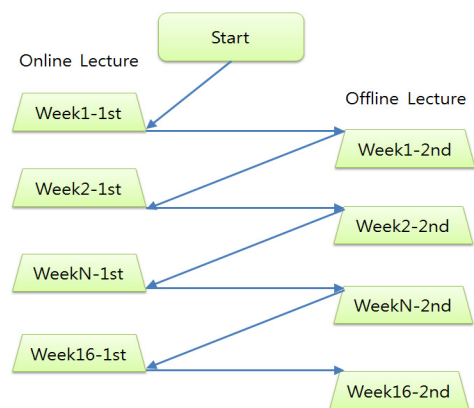 Start
Online Lecture
Offline Lecture
Week1-1st
Week1-2nd
Week2-1st
Week2-2nd
WeekN-1st
WeekN-2nd
Week16-1st
Week16-2nd